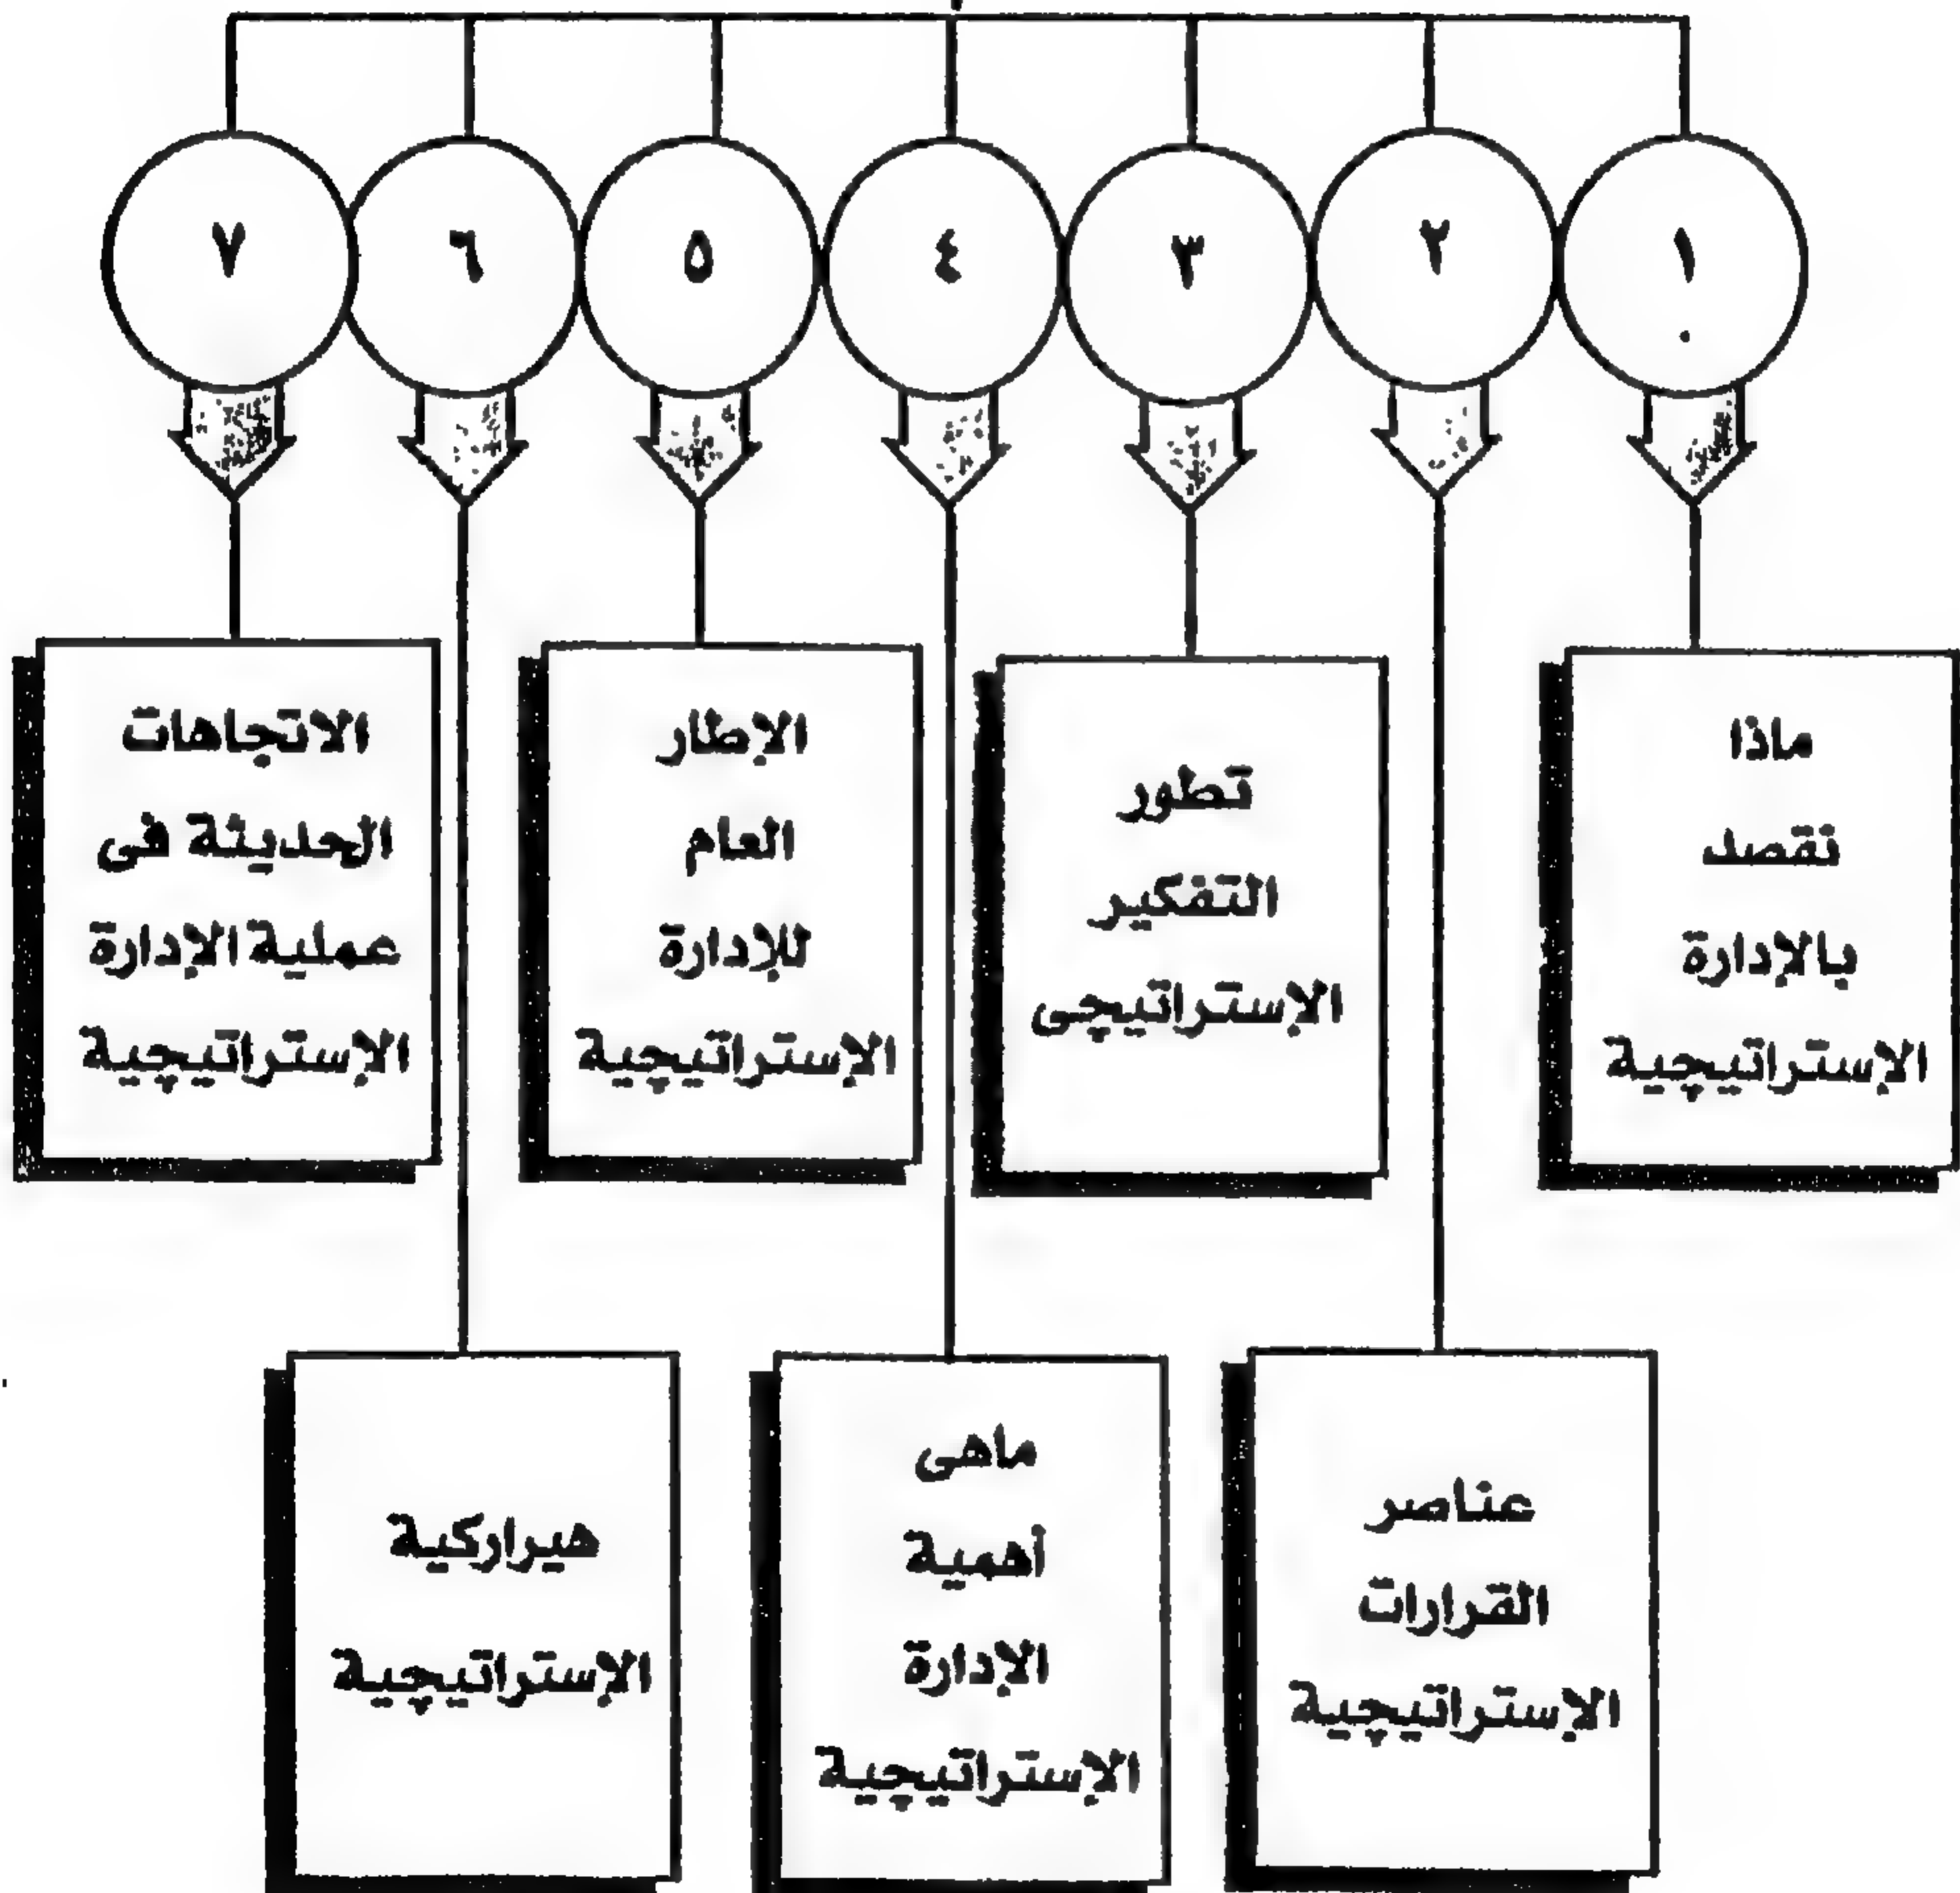 ١
٢
٣
٤
٥
٦
٧
ماذا
نقصد
بالإدارة
الإستراتيچية
تطور
التفكير
الإستراتيچى
الإطار
العام
للإدارة
الإستراتيچية
الاتجاهات
الحديثة فى
عملية الإدارة
الإستراتيچية
عناصر
القرارات
الإستراتيچية
ماهى
أهمية
الإدارة
الإستراتيچية
هيراركية
الإستراتيچية